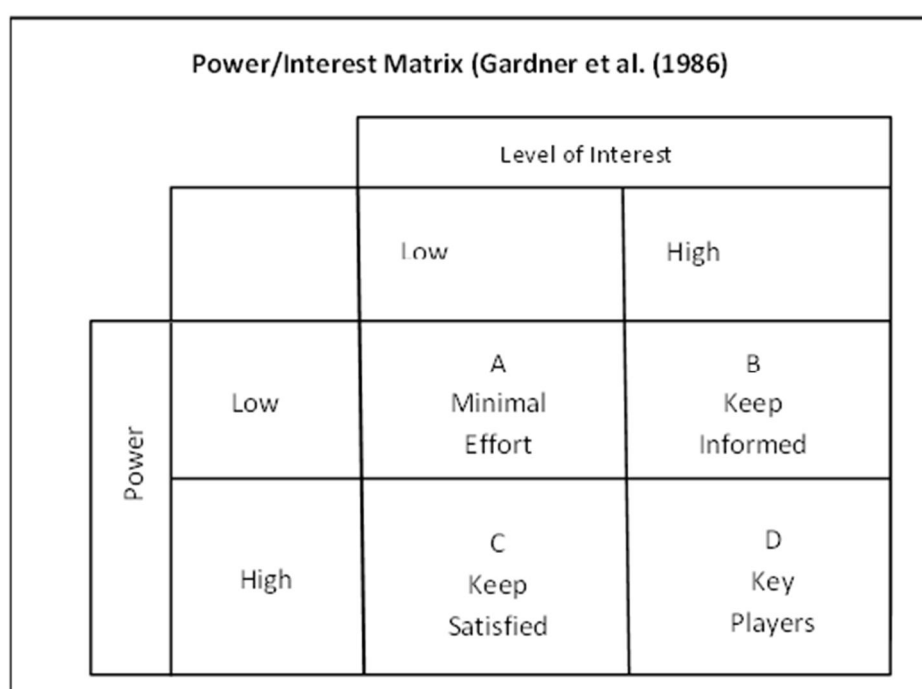 Power/Interest Matrix (Gardner et al. (1986)
Level of Interest
Low
High
Power
Low
A
Minimal
Effort
B
Keep
Informed
High
C
Keep
Satisfied
D
Key
Players